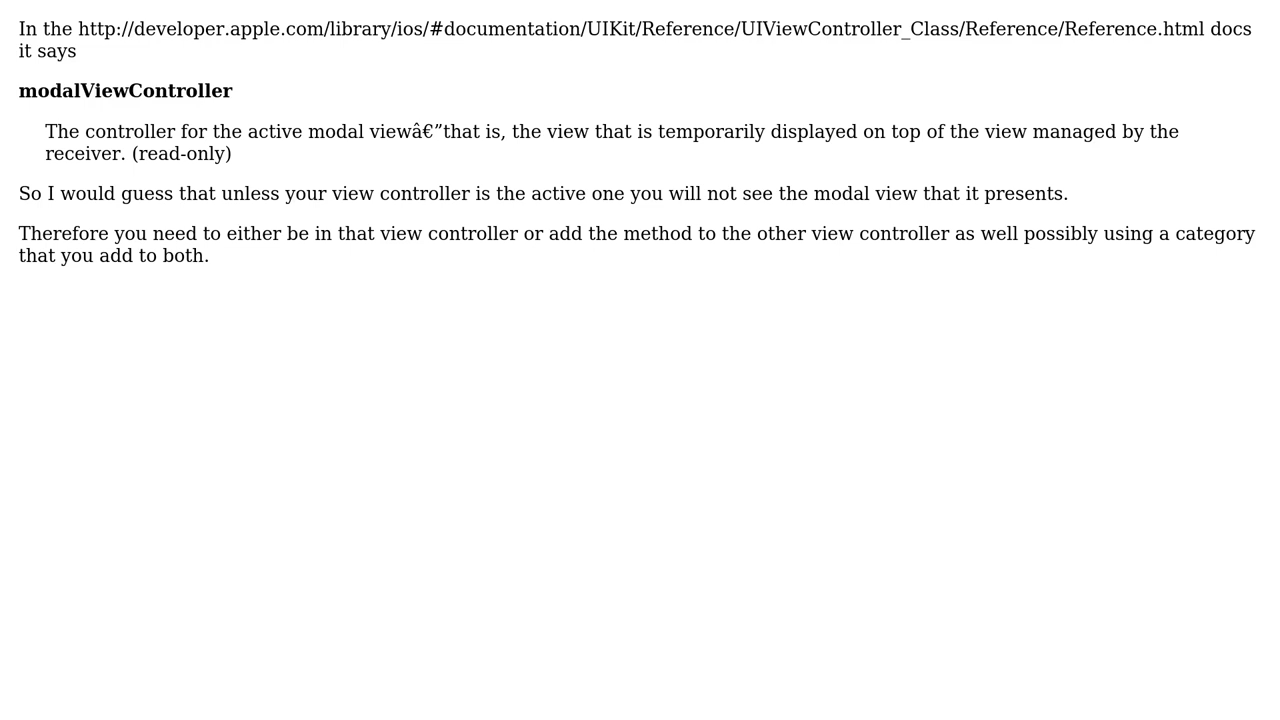 In the http://developer.apple.com/library/ios/#documentation/UIKit/Reference/UIViewController_Class/Reference/Reference.html docs
it says
modalViewController
The controller for the active modal viewâ€”that is, the view that is temporarily displayed on top of the view managed by the
receiver. (read-only)
So I would guess that unless your view controller is the active one you will not see the modal view that it presents.
Therefore you need to either be in that view controller or add the method to the other view controller as well possibly using a category
that you add to both.